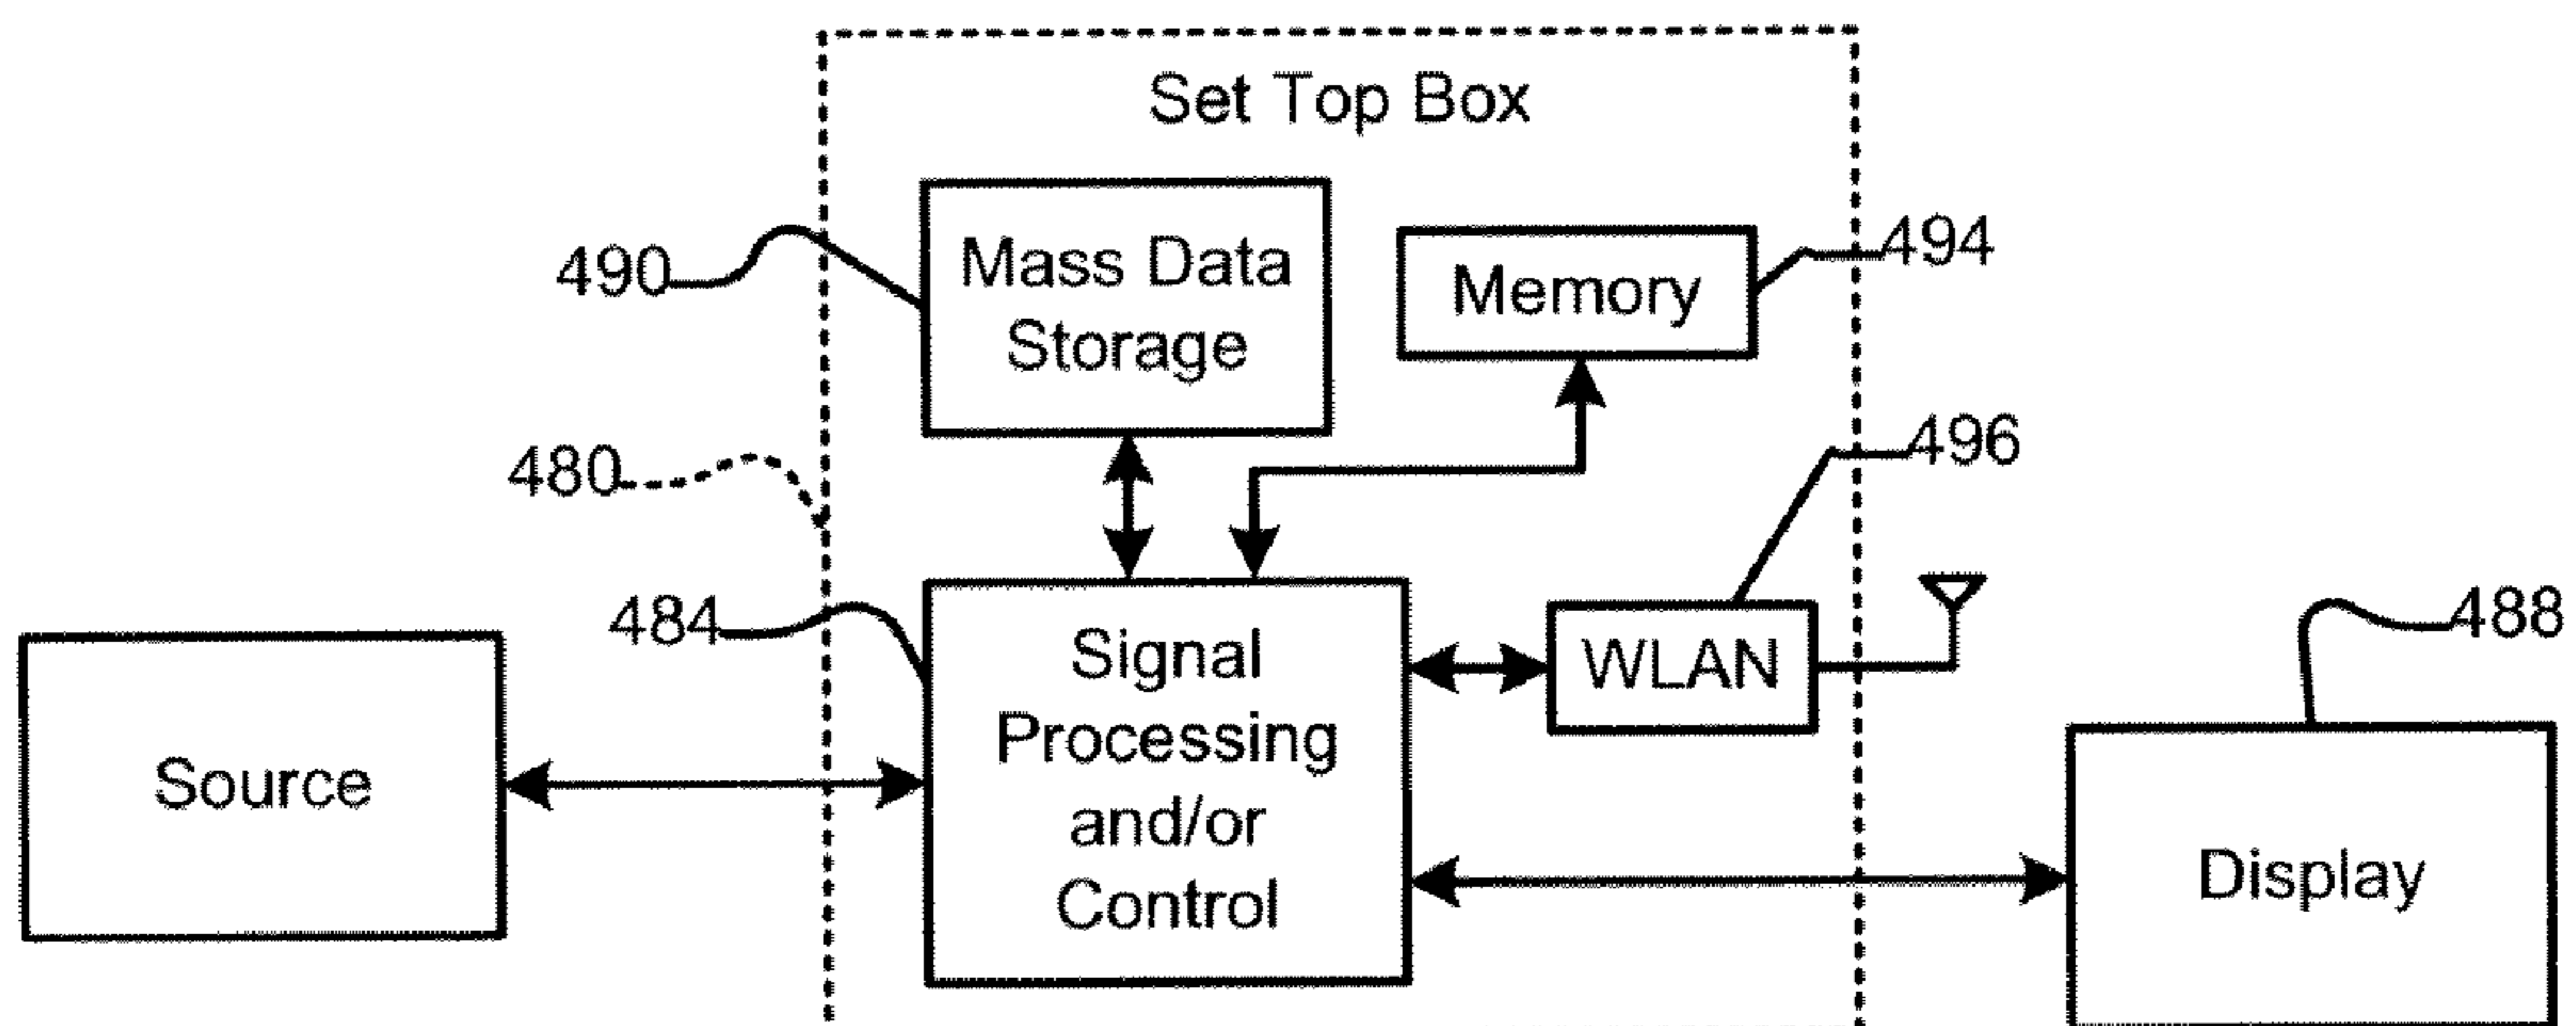 Set Top Box
490
Mass Data
Storage
Memory
494
480
496
484
Signal
Processing
and/or
Control
WLAN
488
Source
Display